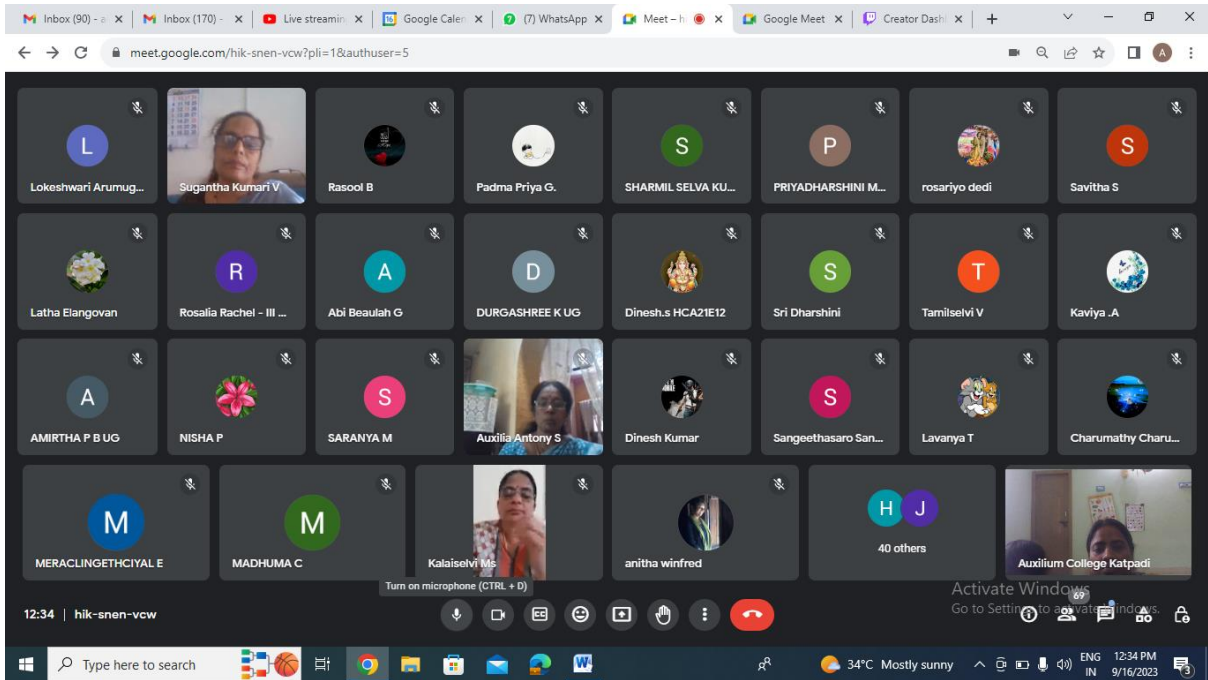 Inbox (90) - a
Inbox (170) -
Live streamin
16 Google Calen
(7) WhatsApp
Meet – h
Google Meet
Creator Dash
meet.google.com/hik-snen-vcw?pli=1&authuser=5
A
L
S
P
S
Lokeshwari Arumug...
Sugantha Kumari V
Rasool B
Padma Priya G.
SHARMIL SELVA KU...
PRIYADHARSHINI M...
rosariyo dedi
Savitha S
R
A
D
S
T
Latha Elangovan
Rosalia Rachel - III ...
Abi Beaulah G
DURGASHREE K UG
Dinesh.s HCA21E12
Sri Dharshini
Tamilselvi V
Kaviya .A
A
S
S
AMIRTHA P B UG
NISHA P
SARANYA M
Auxilia Antony S
Dinesh Kumar
Sangeethasaro San...
Lavanya T
Charumathy Charu...
M
M
H J
40 others
MERACLINGETHCIYAL E
MADHUMA C
Kalaiselvi Ms
anitha winfred
Auxilium College Katpadi
Turn on microphone (CTRL + D)
Activate Windows
Go to Settings to activate Windows.
69
12:34 | hik-snen-vcw
CC
Type here to search
W
34°C Mostly sunny
ENG
IN
12:34 PM
9/16/2023
3